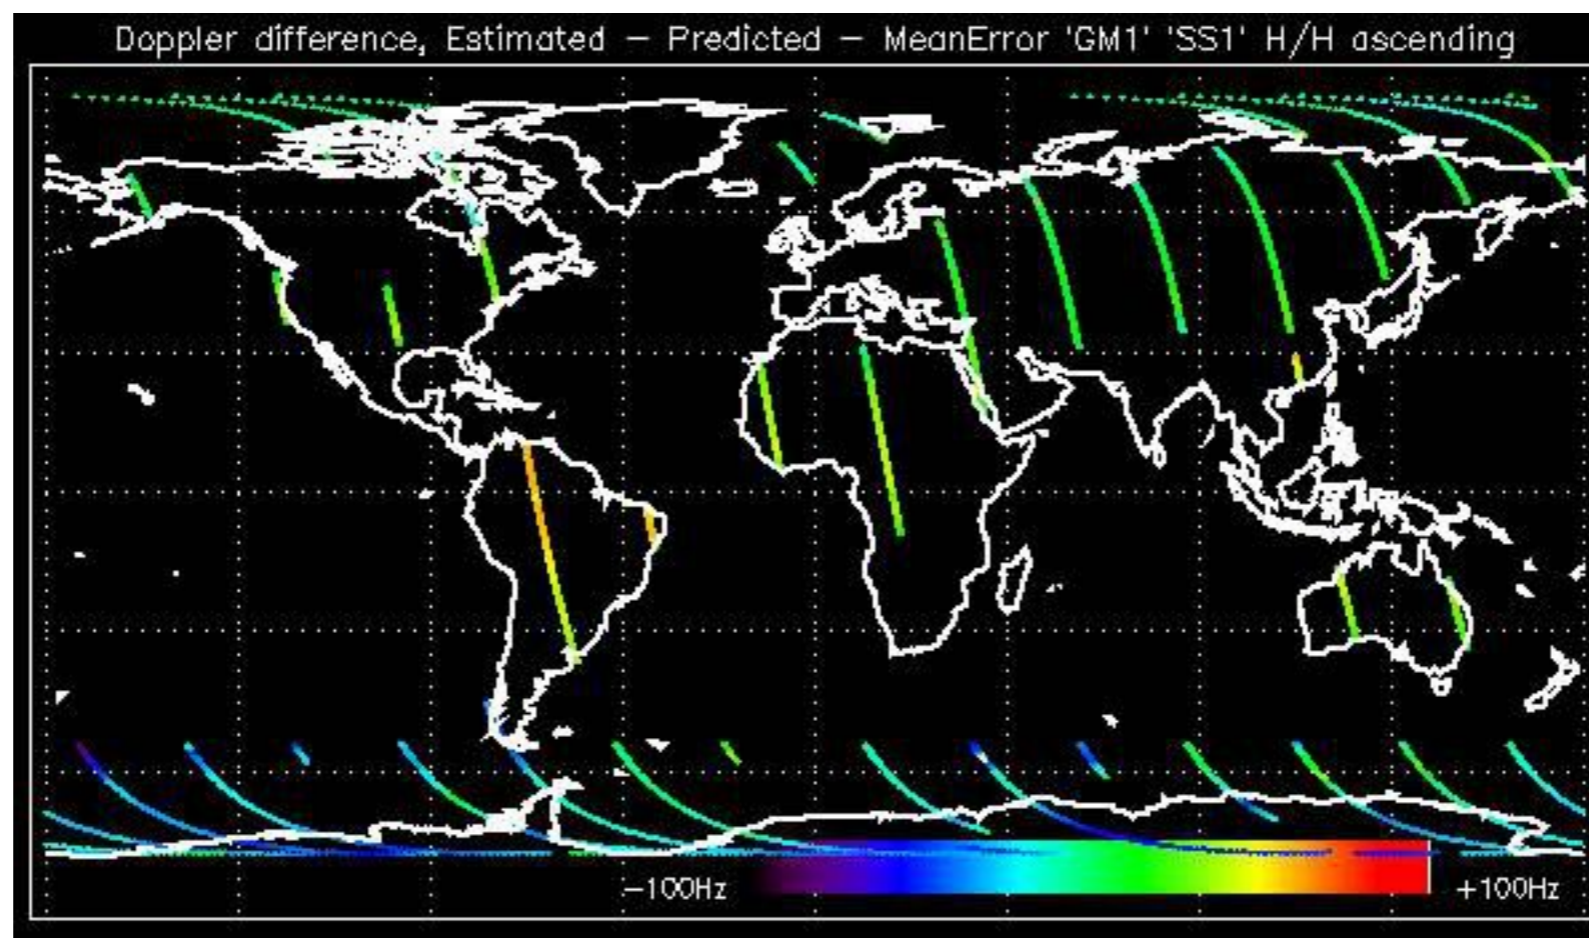 Doppler difference, Estimated − Predicted − MeanError 'GM1' 'SS1' H/H ascending
−100Hz +100Hz